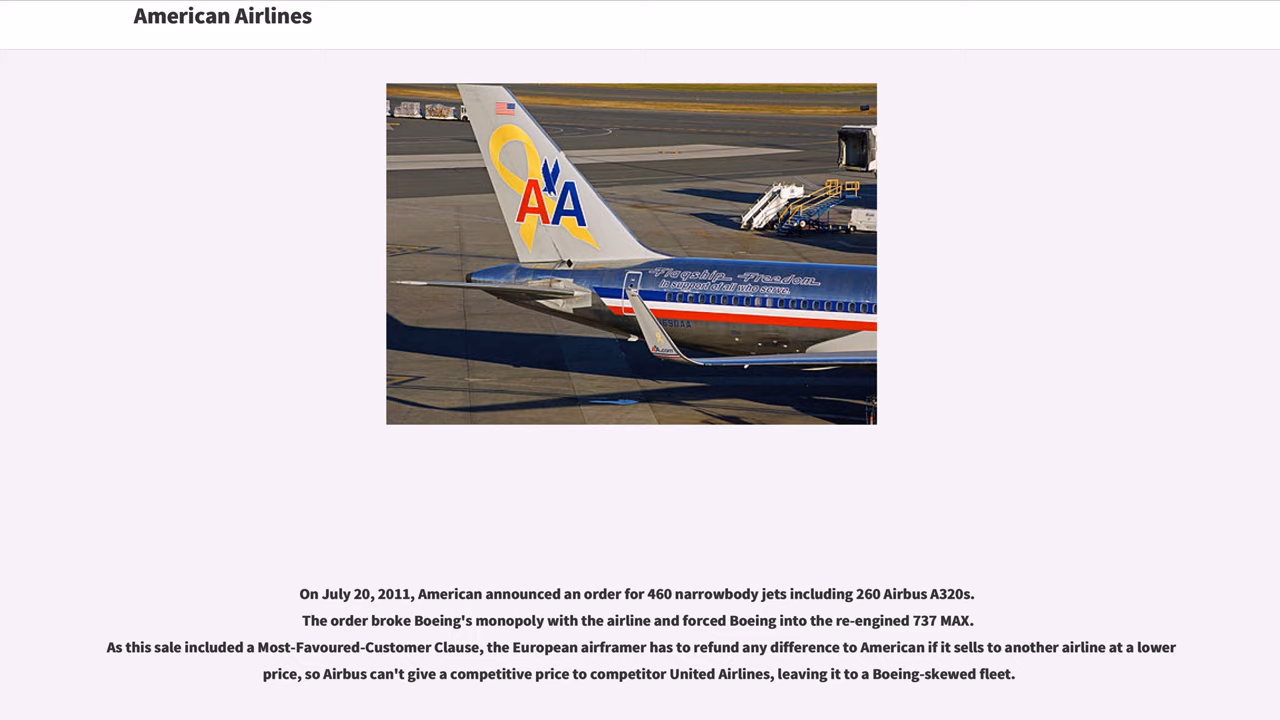 American Airlines
AA
Flagship Freedom
In support of all who serve.
AA.com
On July 20, 2011, American announced an order for 460 narrowbody jets including 260 Airbus A320s.
The order broke Boeing's monopoly with the airline and forced Boeing into the re-engined 737 MAX.
As this sale included a Most-Favoured-Customer Clause, the European airframer has to refund any difference to American if it sells to another airline at a lower
price, so Airbus can't give a competitive price to competitor United Airlines, leaving it to a Boeing-skewed fleet.